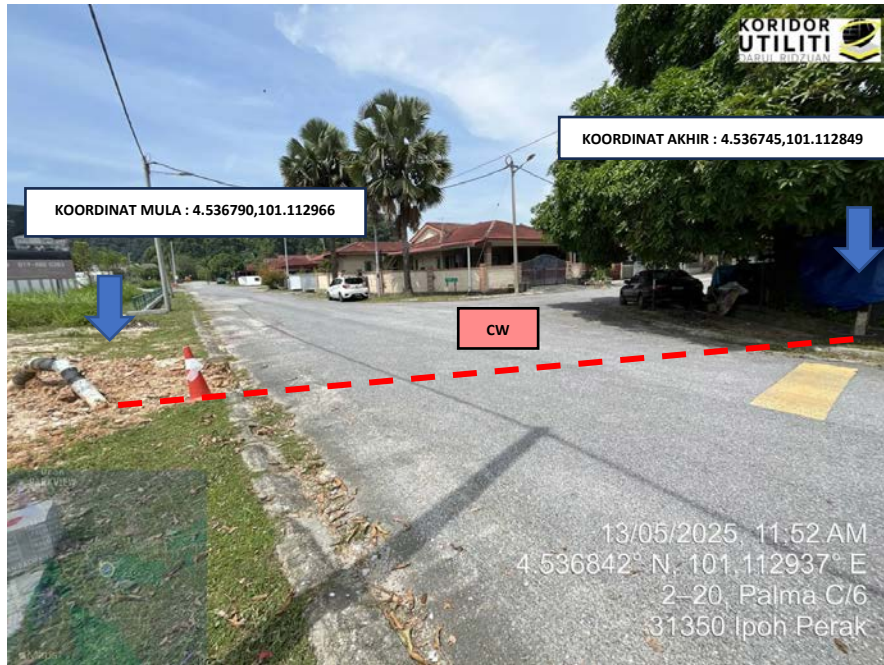 KORIDOR
UTILITI
DARUL RIDZUAN
KOORDINAT AKHIR : 4.536745,101.112849
KOORDINAT MULA : 4.536790,101.112966
CW
PARKVIEW
13/05/2025 11.52 AM
4.536842° N, 101,112937° E
2–20, Palma C/6
31350 Ipoh Perak